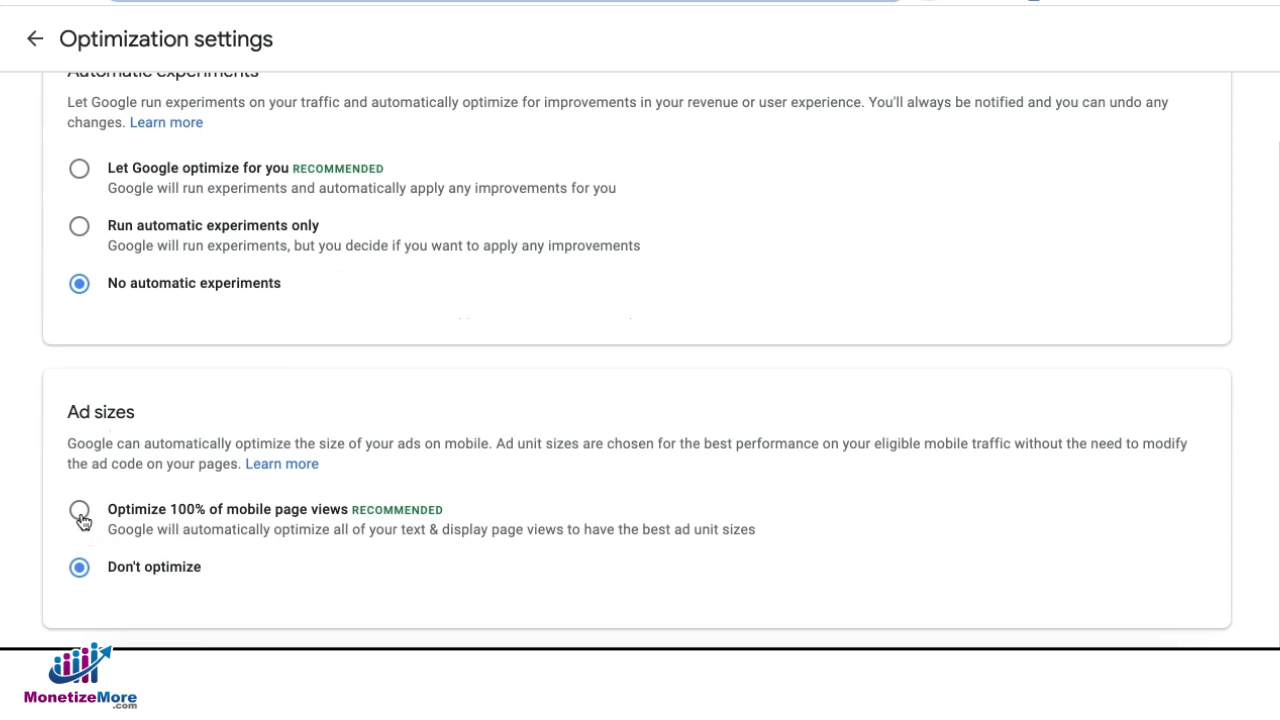 Optimization settings
Automatic experiments
Let Google run experiments on your traffic and automatically optimize for improvements in your revenue or user experience. You'll always be notified and you can undo any
changes. Learn more
Let Google optimize for you RECOMMENDED
Google will run experiments and automatically apply any improvements for you
Run automatic experiments only
Google will run experiments, but you decide if you want to apply any improvements
No automatic experiments
Ad sizes
Google can automatically optimize the size of your ads on mobile. Ad unit sizes are chosen for the best performance on your eligible mobile traffic without the need to modify
the ad code on your pages. Learn more
Optimize 100% of mobile page views RECOMMENDED
Google will automatically optimize all of your text & display page views to have the best ad unit sizes
Don't optimize
MonetizeMore
.com